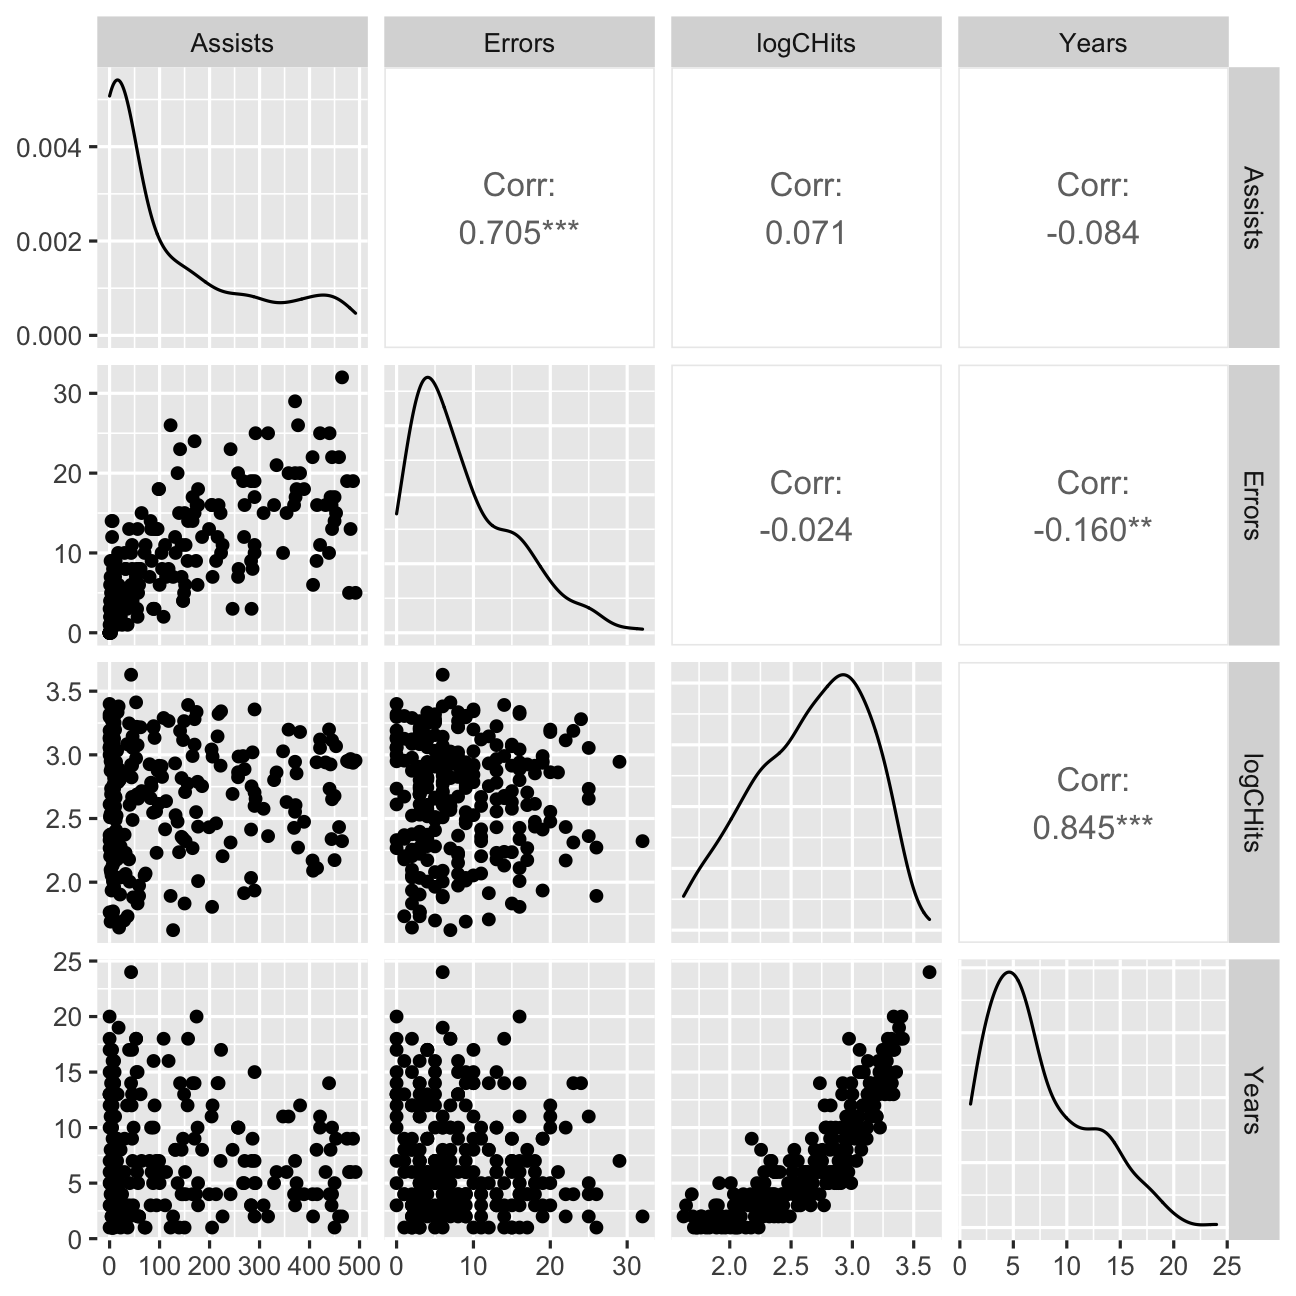 Assists Errors logCHits Years
0.004
0.002
0.000
Corr:
0.705***
Corr:
0.071
Corr:
-0.084
Assists
30
20
10
0
Corr:
-0.024
Corr:
-0.160**
Errors
3.5
3.0
2.5
2.0
Corr:
0.845***
logCHits
25
20
15
10
5
0
Years
0 100 200 300 400 500 0 10 20 30 2.0 2.5 3.0 3.5 0 5 10 15 20 25